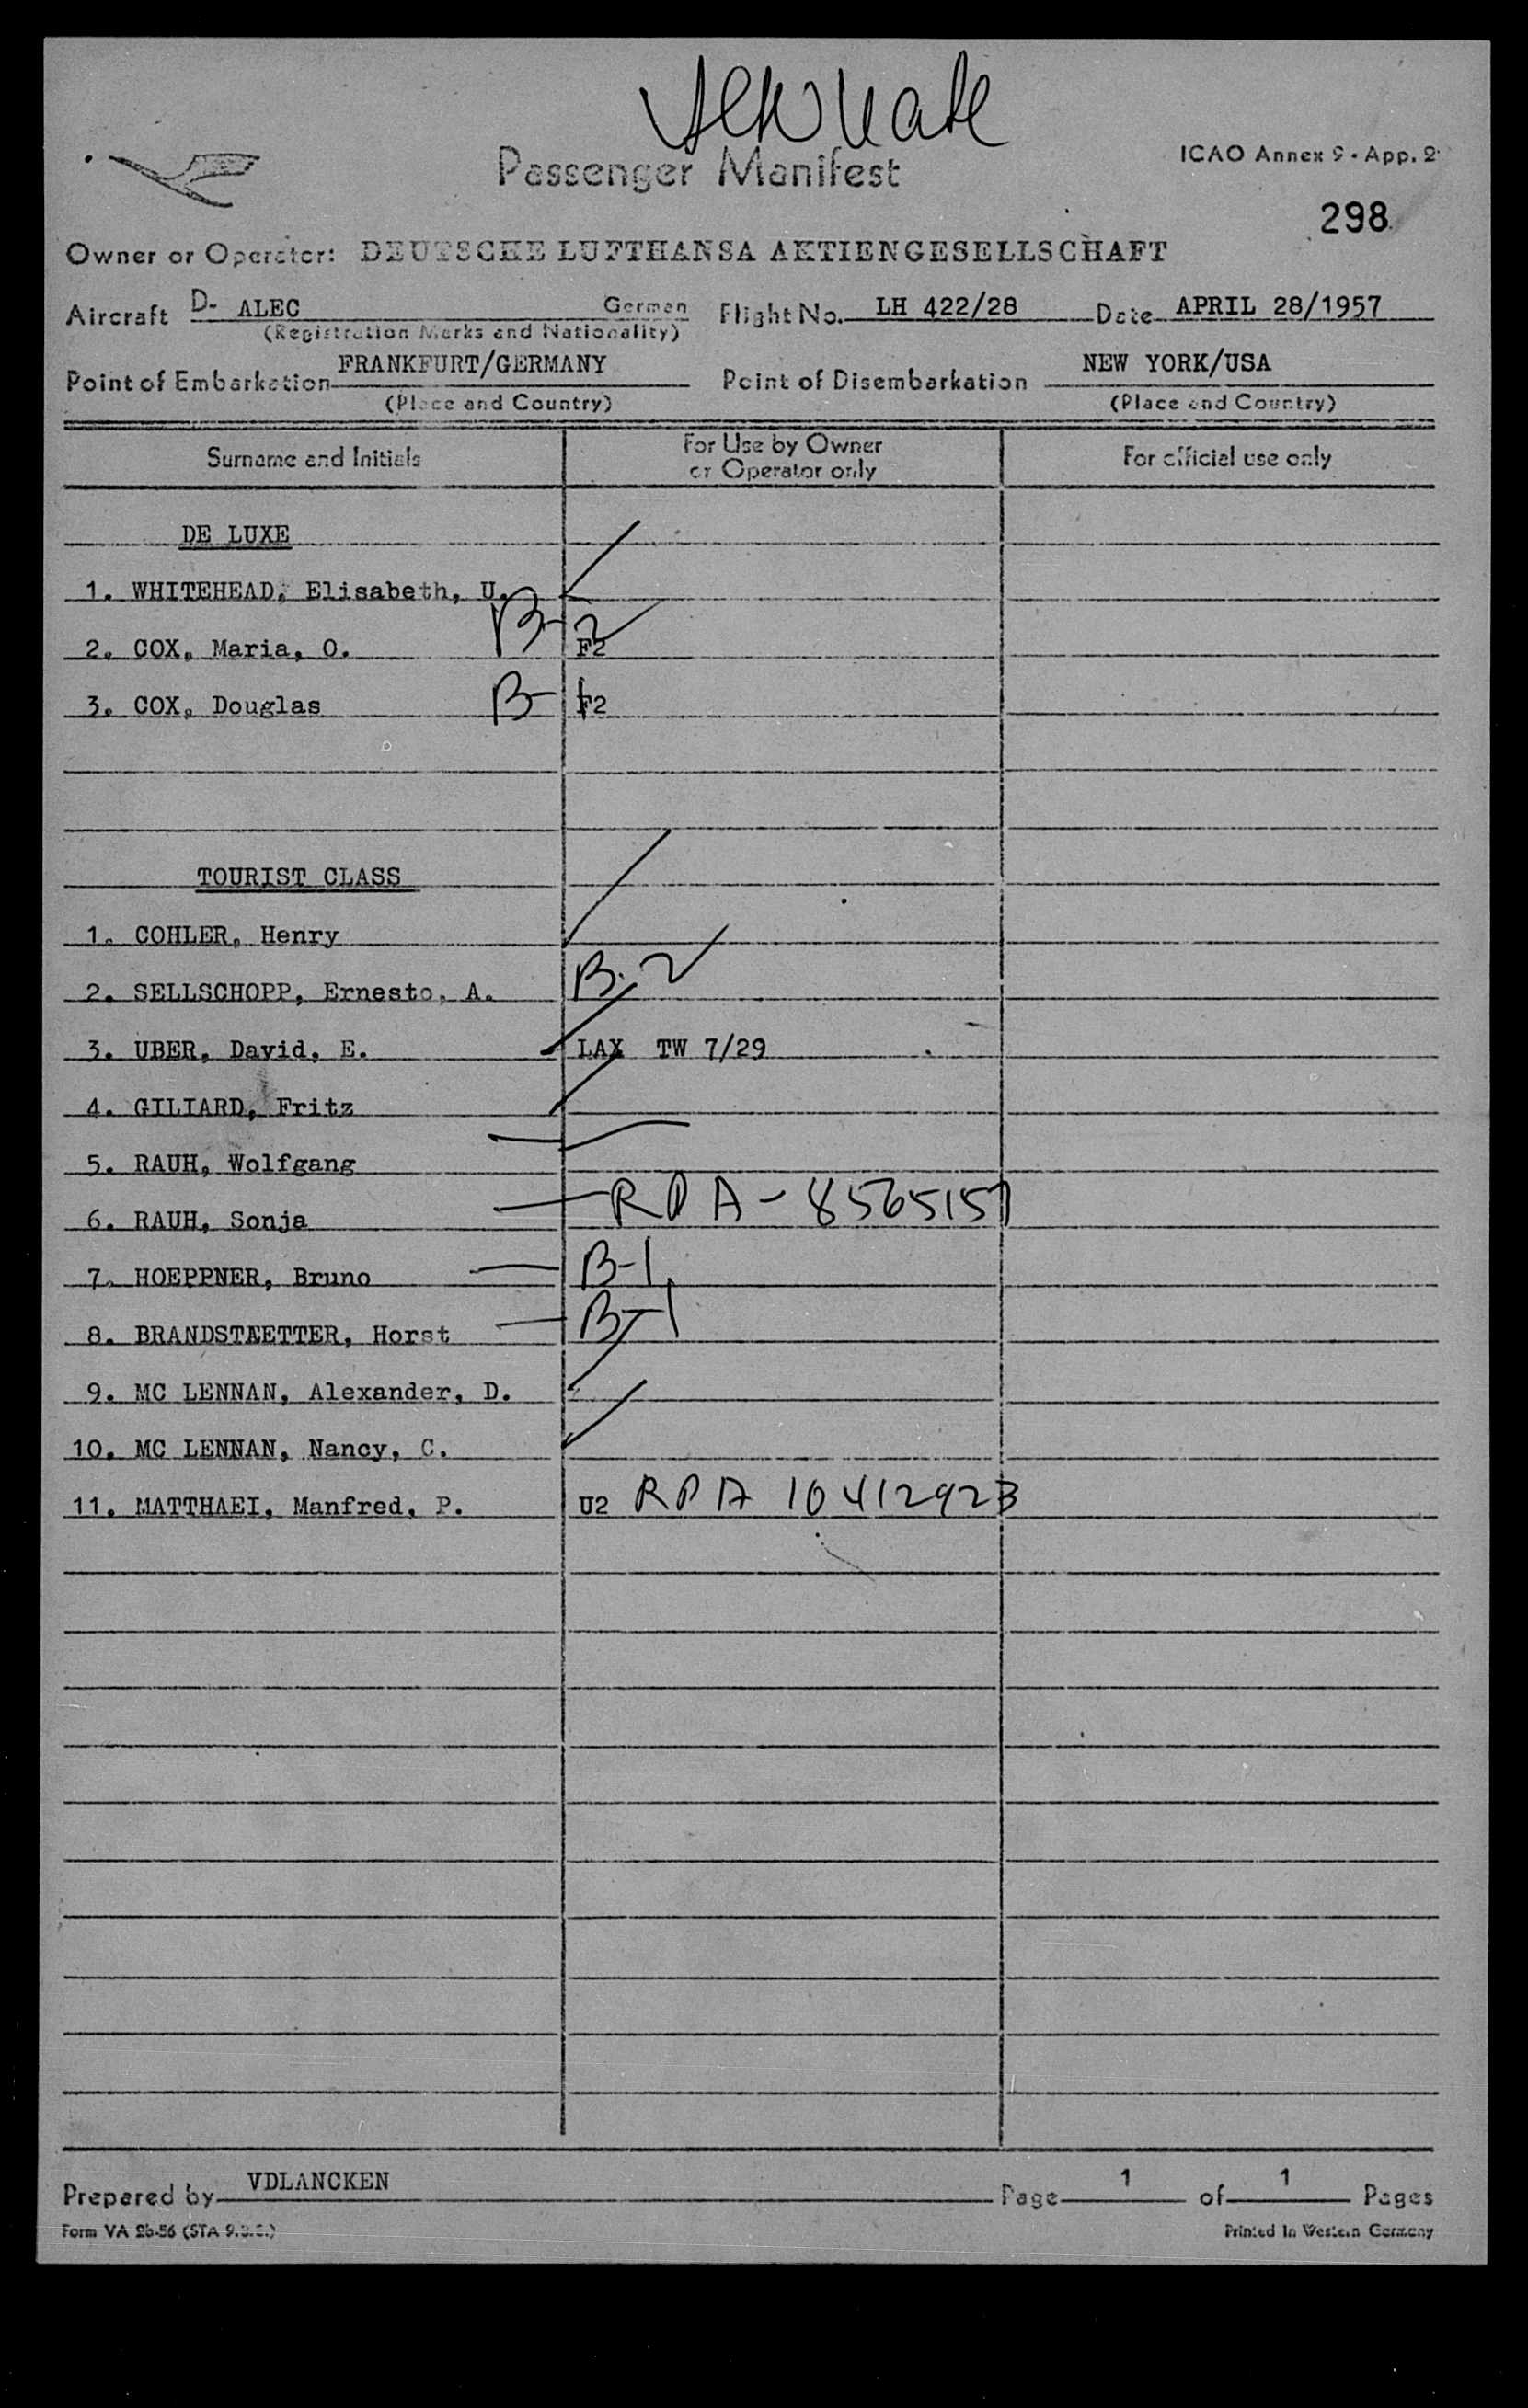 Passenger Manifest
ICAO Annex 9 - App. 2
298
Owner or Operator: DEUTSCHE LUFTHANSA AKTIENGESELLSCHAFT
Aircraft D- ALEC German Flight No. LH 422/28 Date APRIL 28/1957
(Registration Marks and Nationality)
Point of Embarkation FRANKFURT/GERMANY Point of Disembarkation NEW YORK/USA
(Place and Country) (Place and Country)
Surname and Initials For Use by Owner or Operator only For official use only
DE LUXE
1. WHITEHEAD, Elisabeth, U.
2. COX, Maria, O. B-2 F2
3. COX, Douglas B-1 F2
TOURIST CLASS
1. COHLER, Henry
2. SELLSCHOPP, Ernesto, A. B-2
3. UBER, David, E. LAX TW 7/29
4. GILIARD, Fritz
5. RAUH, Wolfgang
6. RAUH, Sonja RPA-8565157
7. HOEPPNER, Bruno B-1
8. BRANDSTAETTER, Horst B-1
9. MC LENNAN, Alexander, D.
10. MC LENNAN, Nancy, C.
11. MATTHAEI, Manfred, P. U2 RPA 10412923
Prepared by VDLANCKEN Page 1 of 1 Pages
Form VA 26-56 Printed in Western Germany